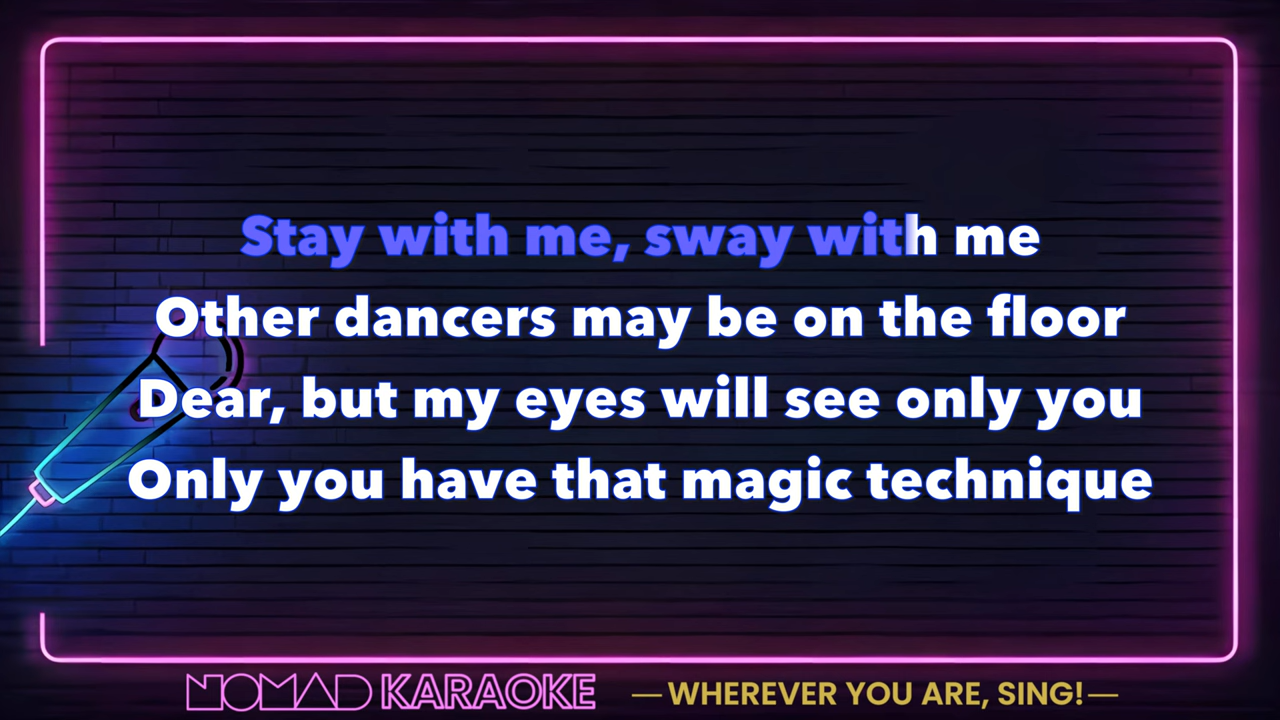 Stay with me, sway with me
Other dancers may be on the floor
Dear, but my eyes will see only you
Only you have that magic technique
NOMAD KARAOKE — WHEREVER YOU ARE, SING! —